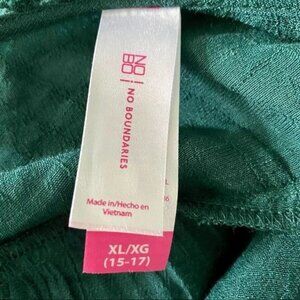 NO
BO
NO BOUNDARIES
Made in/Hecho en
Vietnam
XL/XG
(15-17)